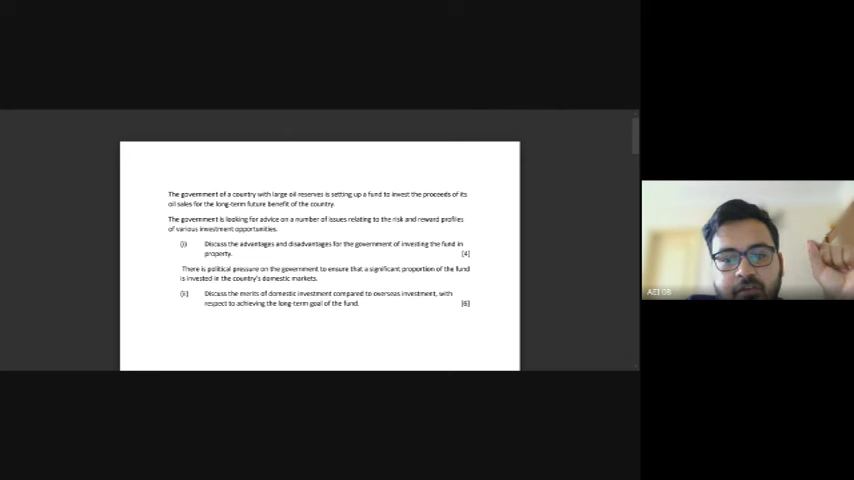 The government of a country with large oil reserves is setting up a fund to invest the proceeds of its
oil sales for the long-term future benefit of the country.
The government is looking for advice on a number of issues relating to the risk and reward profiles
of various investment opportunities.
(i) Discuss the advantages and disadvantages for the government of investing the fund in
property. [4]
There is political pressure on the government to ensure that a significant proportion of the fund
is invested in the country's domestic markets.
(ii) Discuss the merits of domestic investment compared to overseas investment, with
respect to achieving the long-term goal of the fund. [6]
AEI 08